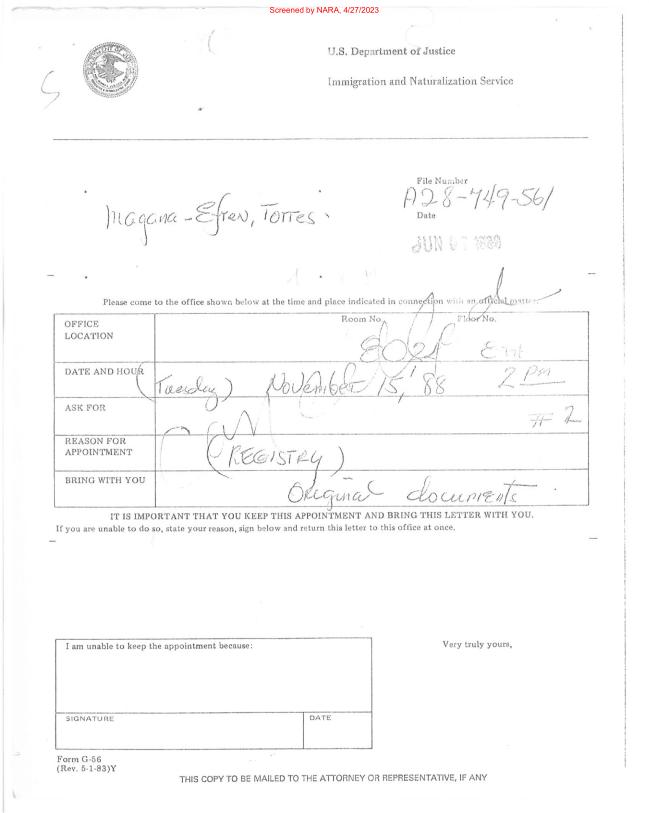 Screened by NARA, 4/27/2023
U.S. Department of Justice
Immigration and Naturalization Service
File Number
Magana - Efren, Torres
A28-749-561
Date
JUN
Please come to the office shown below at the time and place indicated in connection with an official matter.
OFFICE LOCATION
Room No.
Floor No.
DATE AND HOUR
(Tuesday) November 15, '88 2 PM
ASK FOR
# 2
REASON FOR APPOINTMENT
(REGISTRY)
BRING WITH YOU
Original documents
IT IS IMPORTANT THAT YOU KEEP THIS APPOINTMENT AND BRING THIS LETTER WITH YOU.
If you are unable to do so, state your reason, sign below and return this letter to this office at once.
I am unable to keep the appointment because:
Very truly yours,
SIGNATURE
DATE
Form G-56
(Rev. 5-1-83)Y
THIS COPY TO BE MAILED TO THE ATTORNEY OR REPRESENTATIVE, IF ANY